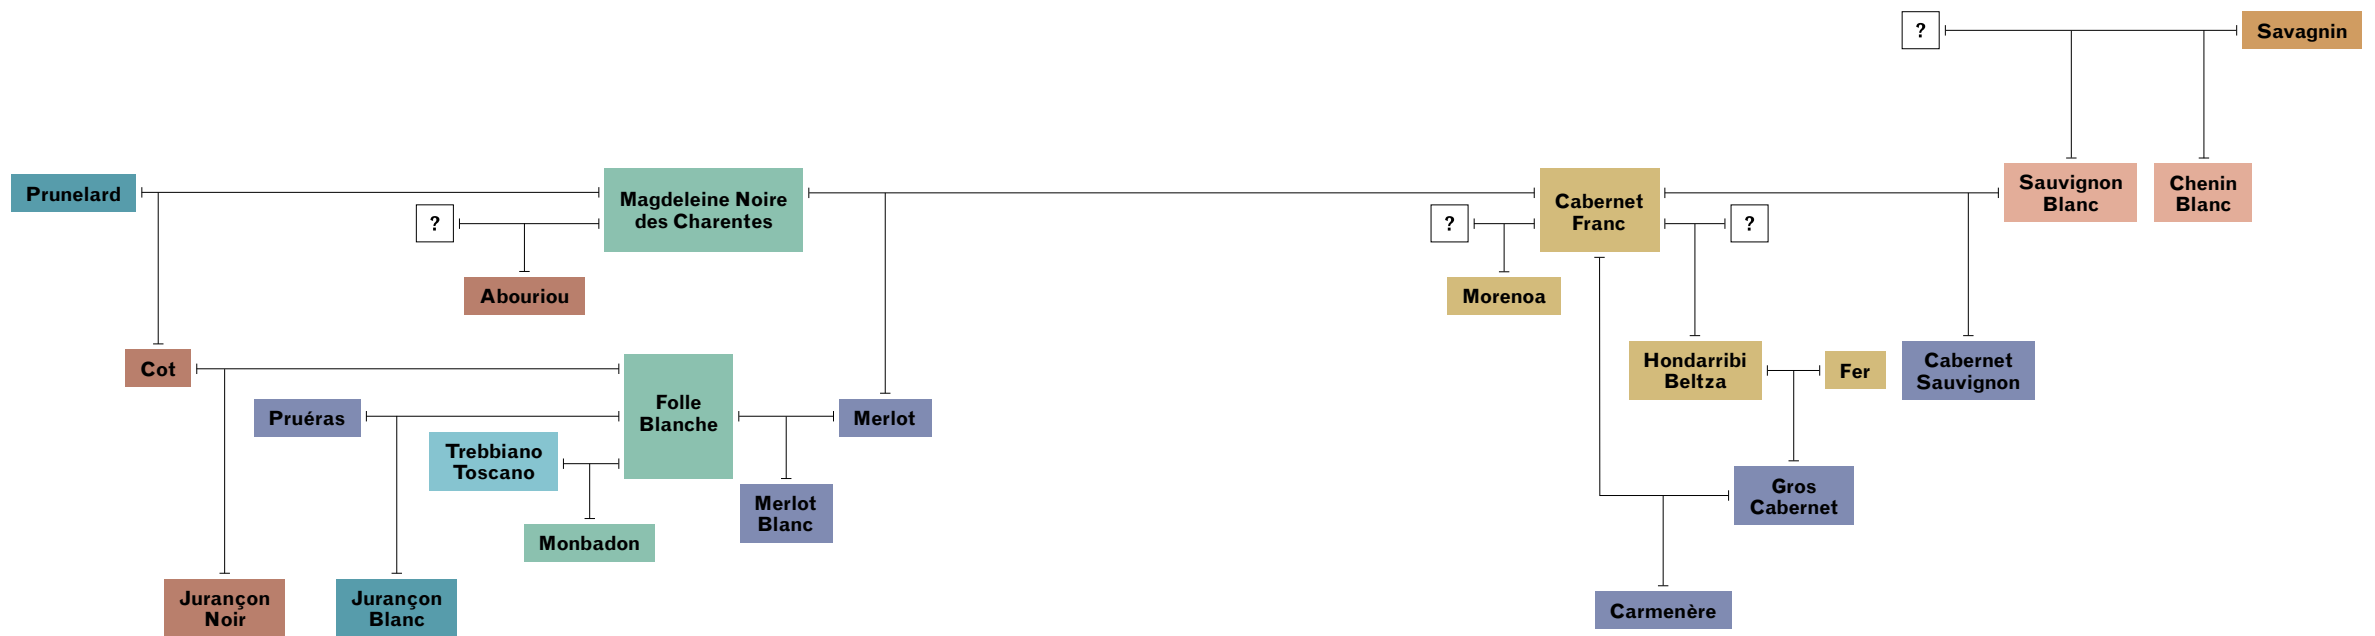 ?
Savagnin
Prunelard
Magdeleine Noire
des Charentes
?
Abouriou
Cabernet
Franc
?
?
Morenoa
Sauvignon
Blanc
Chenin
Blanc
Cot
Folle
Blanche
Pruéras
Merlot
Trebbiano
Toscano
Merlot
Blanc
Monbadon
Hondarribi
Beltza
Fer
Cabernet
Sauvignon
Gros
Cabernet
Jurançon
Noir
Jurançon
Blanc
Carmenère